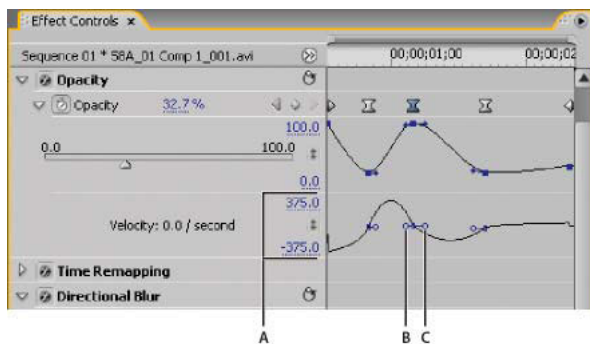 Effect Controls x
Sequence 01 * S8A_01 Comp 1_001.avi
00;00;01;00 00;00;02
Opacity
Opacity 32.7%
100.0
0.0 100.0
0.0
375.0
Velocity: 0.0 / second
-375.0
Time Remapping
Directional Blur
A B C